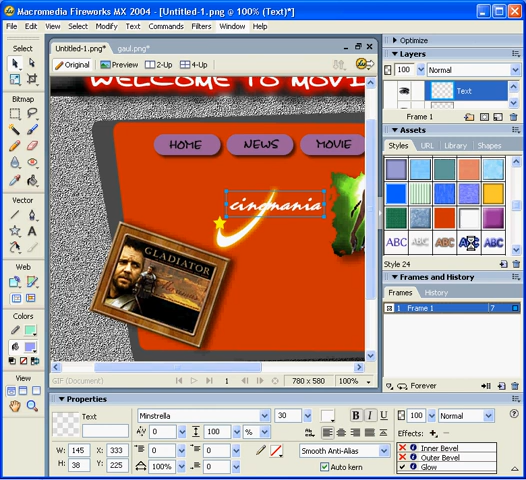 Macromedia Fireworks MX 2004 - [Untitled-1.png @ 100% (Text)*]
File Edit View Select Modify Text Commands Filters Window Help
Select
Bitmap
Vector
Web
Colors
View
Untitled-1.png* gaul.png*
Original Preview 2-Up 4-Up
WELCOME TO MOVI
HOME NEWS MOVIE
cinemania
GLADIATOR
GIF (Document) 1 780 x 580 100%
Optimize
Layers
100 Normal
Text
Frame 1
Assets
Styles URL Library Shapes
ABC ABC ABC ABC ABC
Style 24
Frames and History
Frames History
1 Frame 1 7
Forever
Properties
Text Minstrella 30 B I U 100 Normal
0 100 % Effects:
W: 145 X: 333 0 0 Smooth Anti-Alias Inner Bevel
H: 38 Y: 225 100% 0 Auto kern Outer Bevel
Glow